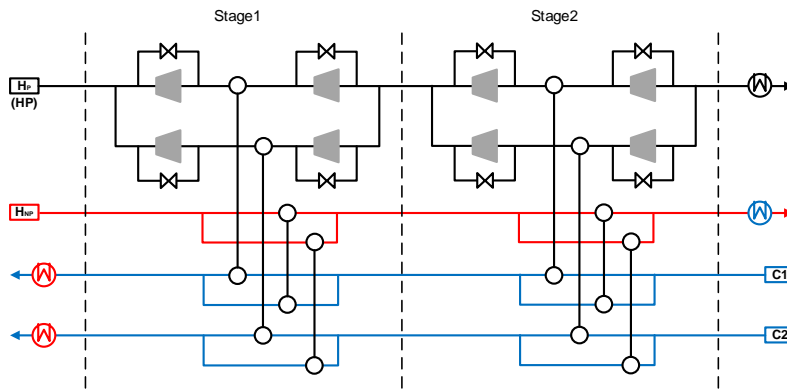 Stage1
Stage2
HP
(HP)
HNP
C1
C2